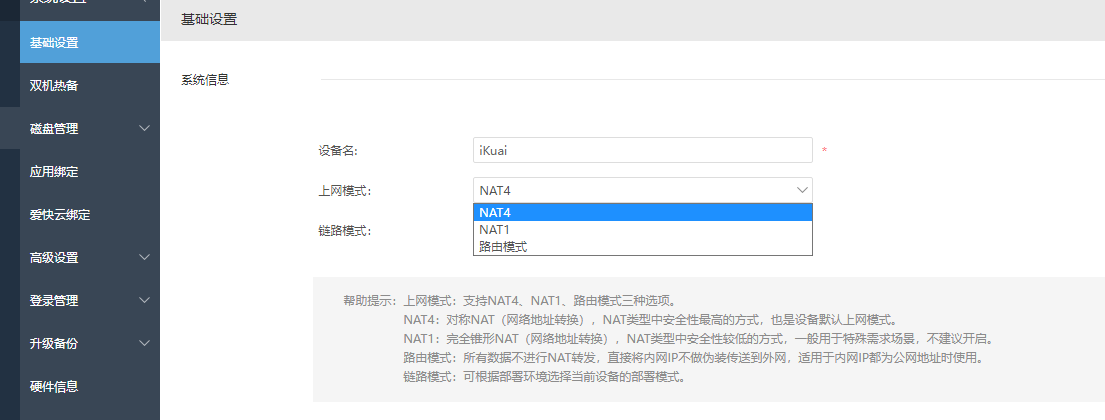 系统设置
基础设置
双机热备
磁盘管理
应用绑定
爱快云绑定
高级设置
登录管理
升级备份
硬件信息
基础设置
系统信息
设备名:
iKuai
*
上网模式:
NAT4
NAT4
NAT1
路由模式
链路模式:
帮助提示: 上网模式: 支持NAT4、NAT1、路由模式三种选项。
NAT4: 对称NAT（网络地址转换）, NAT类型中安全性最高的方式，也是设备默认上网模式。
NAT1: 完全锥形NAT（网络地址转换）, NAT类型中安全性较低的方式，一般用于特殊需求场景，不建议开启。
路由模式: 所有数据不进行NAT转发，直接将内网IP不做伪装传送到外网，适用于内网IP都为公网地址时使用。
链路模式: 可根据部署环境选择当前设备的部署模式。